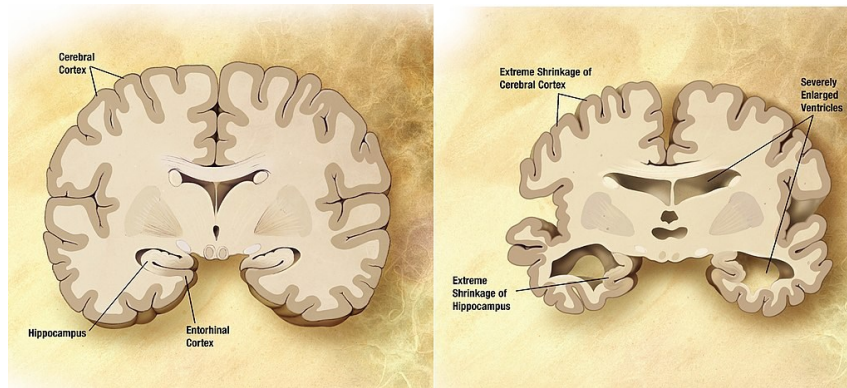 Cerebral
Cortex
Hippocampus
Entorhinal
Cortex
Extreme Shrinkage of
Cerebral Cortex
Severely
Enlarged
Ventricles
Extreme
Shrinkage of
Hippocampus